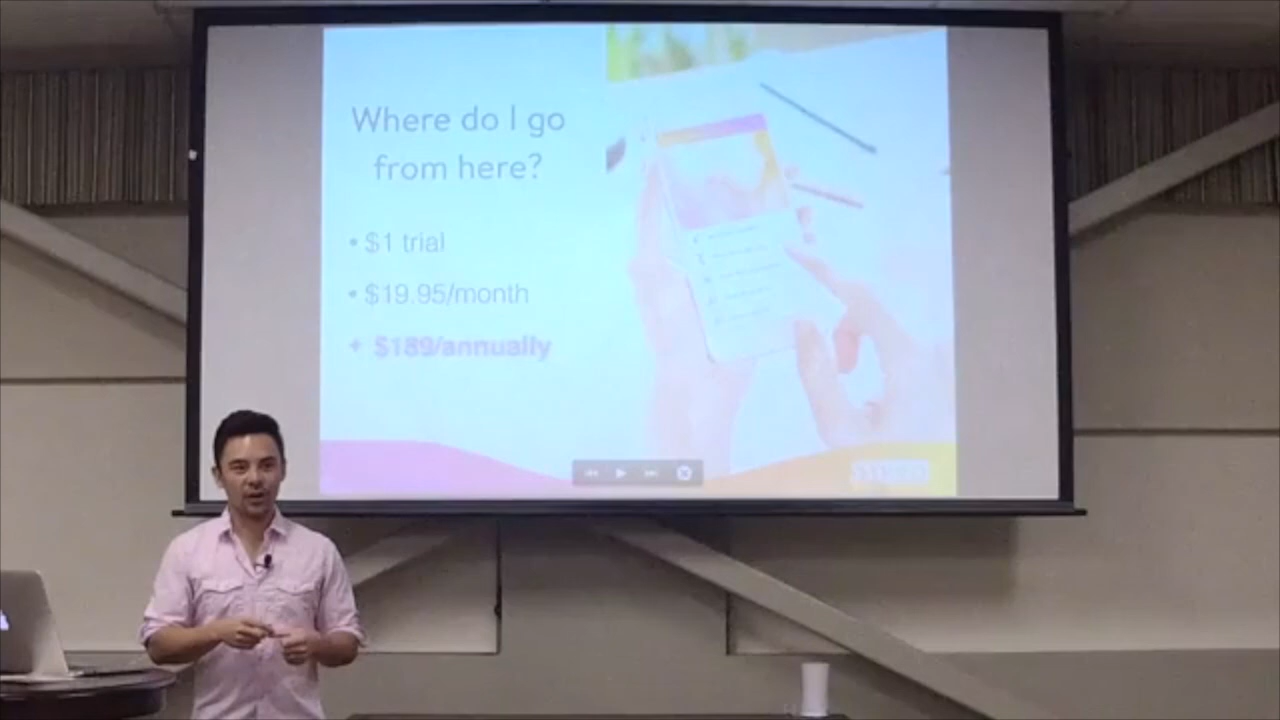 Where do I go
from here?
• $1 trial
• $19.95/month
• $189/annually